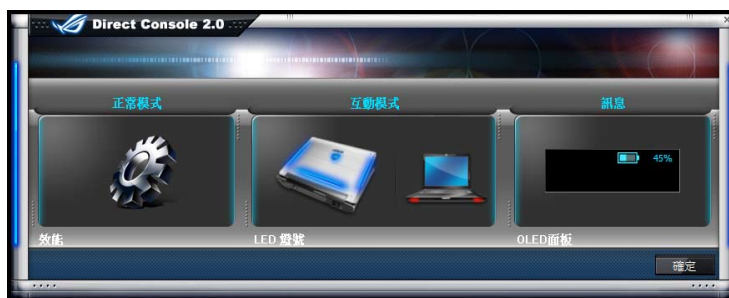 Direct Console 2.0
正常模式
互動模式
訊息
45%
效能
LED 燈號
OLED面板
確定